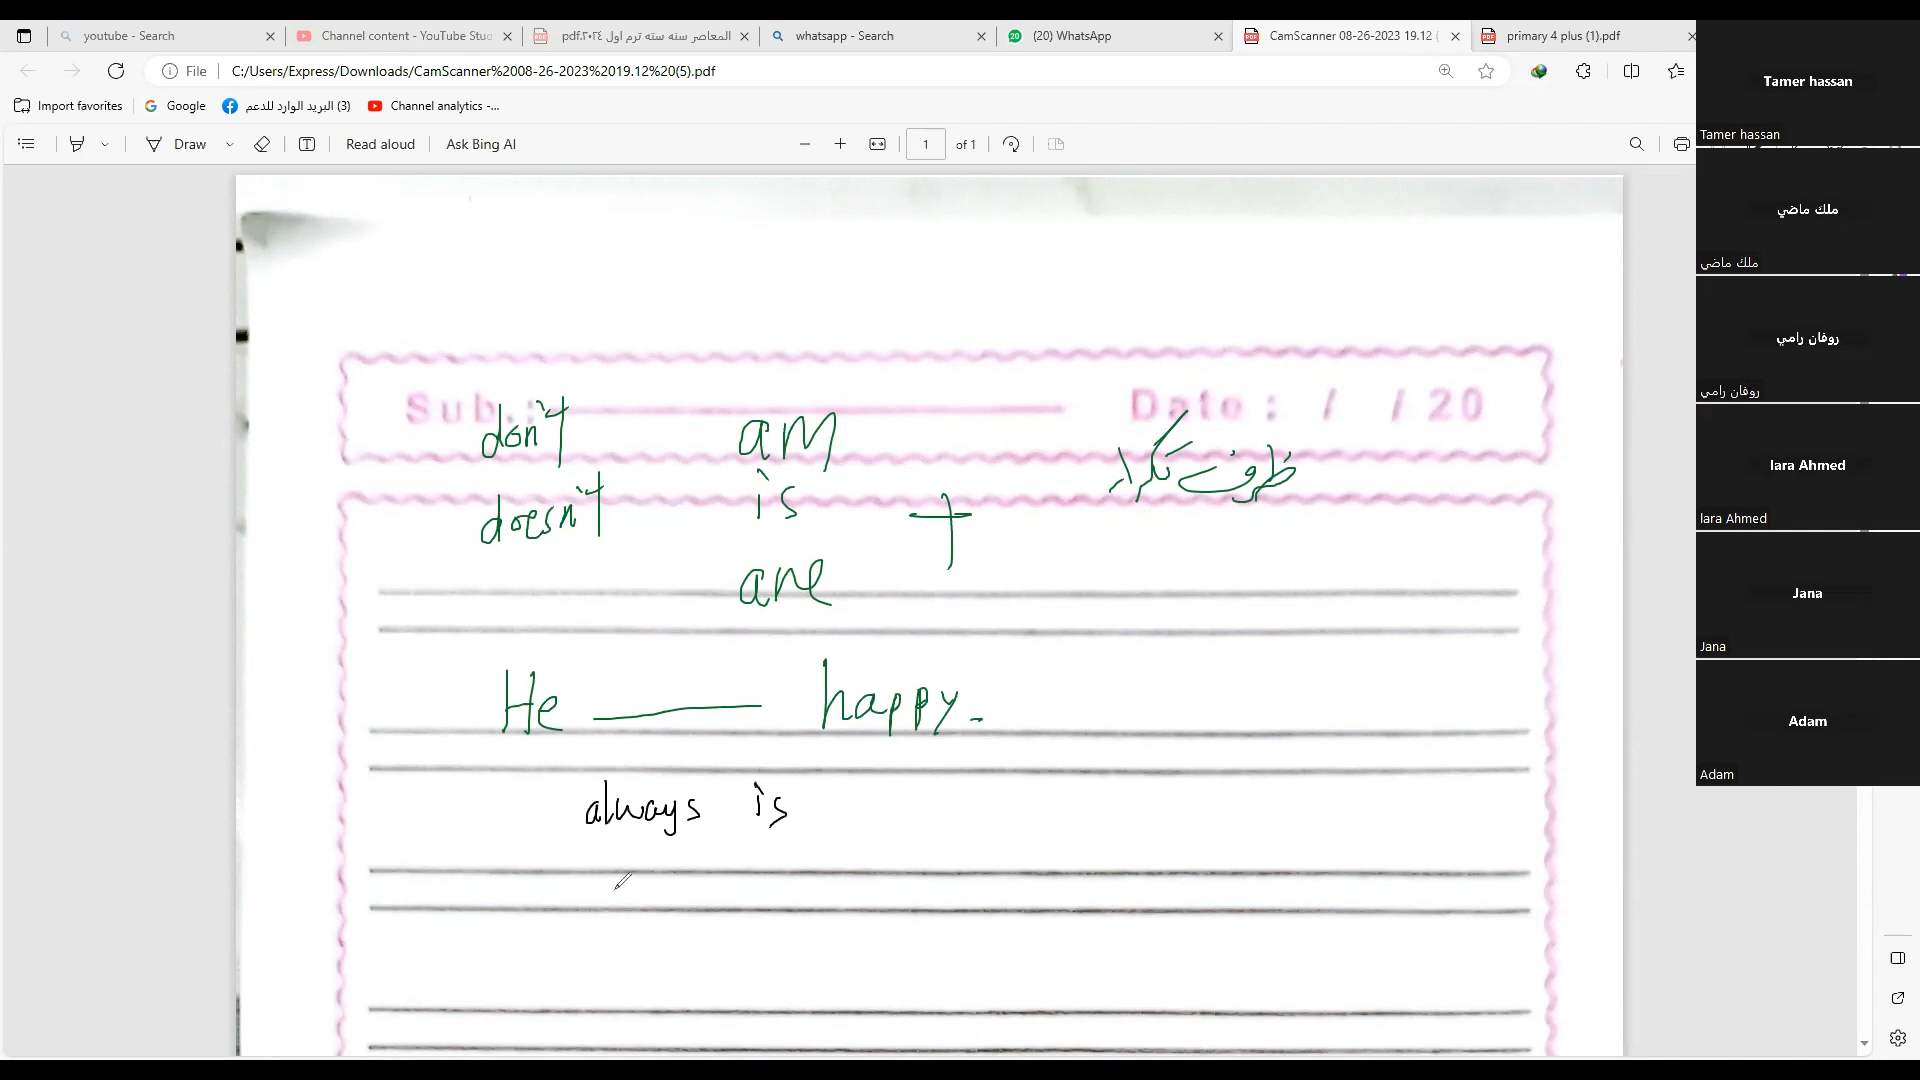 youtube - Search
Channel content - YouTube Stud
المعاصر سنه سته ترم اول ٢٠٢٤.pdf
whatsapp - Search
(20) WhatsApp
CamScanner 08-26-2023 19.12 (
primary 4 plus (1).pdf
File
C:/Users/Express/Downloads/CamScanner%2008-26-2023%2019.12%20(5).pdf
Import favorites
Google
(3) البريد الوارد للدعم
Channel analytics -...
Draw
Read aloud
Ask Bing AI
1
of 1
Sub.:
Date: / /20
don't
am
ظروف تكرار
doesn't
is
+
are
He ____ happy.
always is
Tamer hassan
Tamer hassan
ملك ماضي
ملك ماضي
روفان رامي
روفان رامي
lara Ahmed
lara Ahmed
Jana
Jana
Adam
Adam